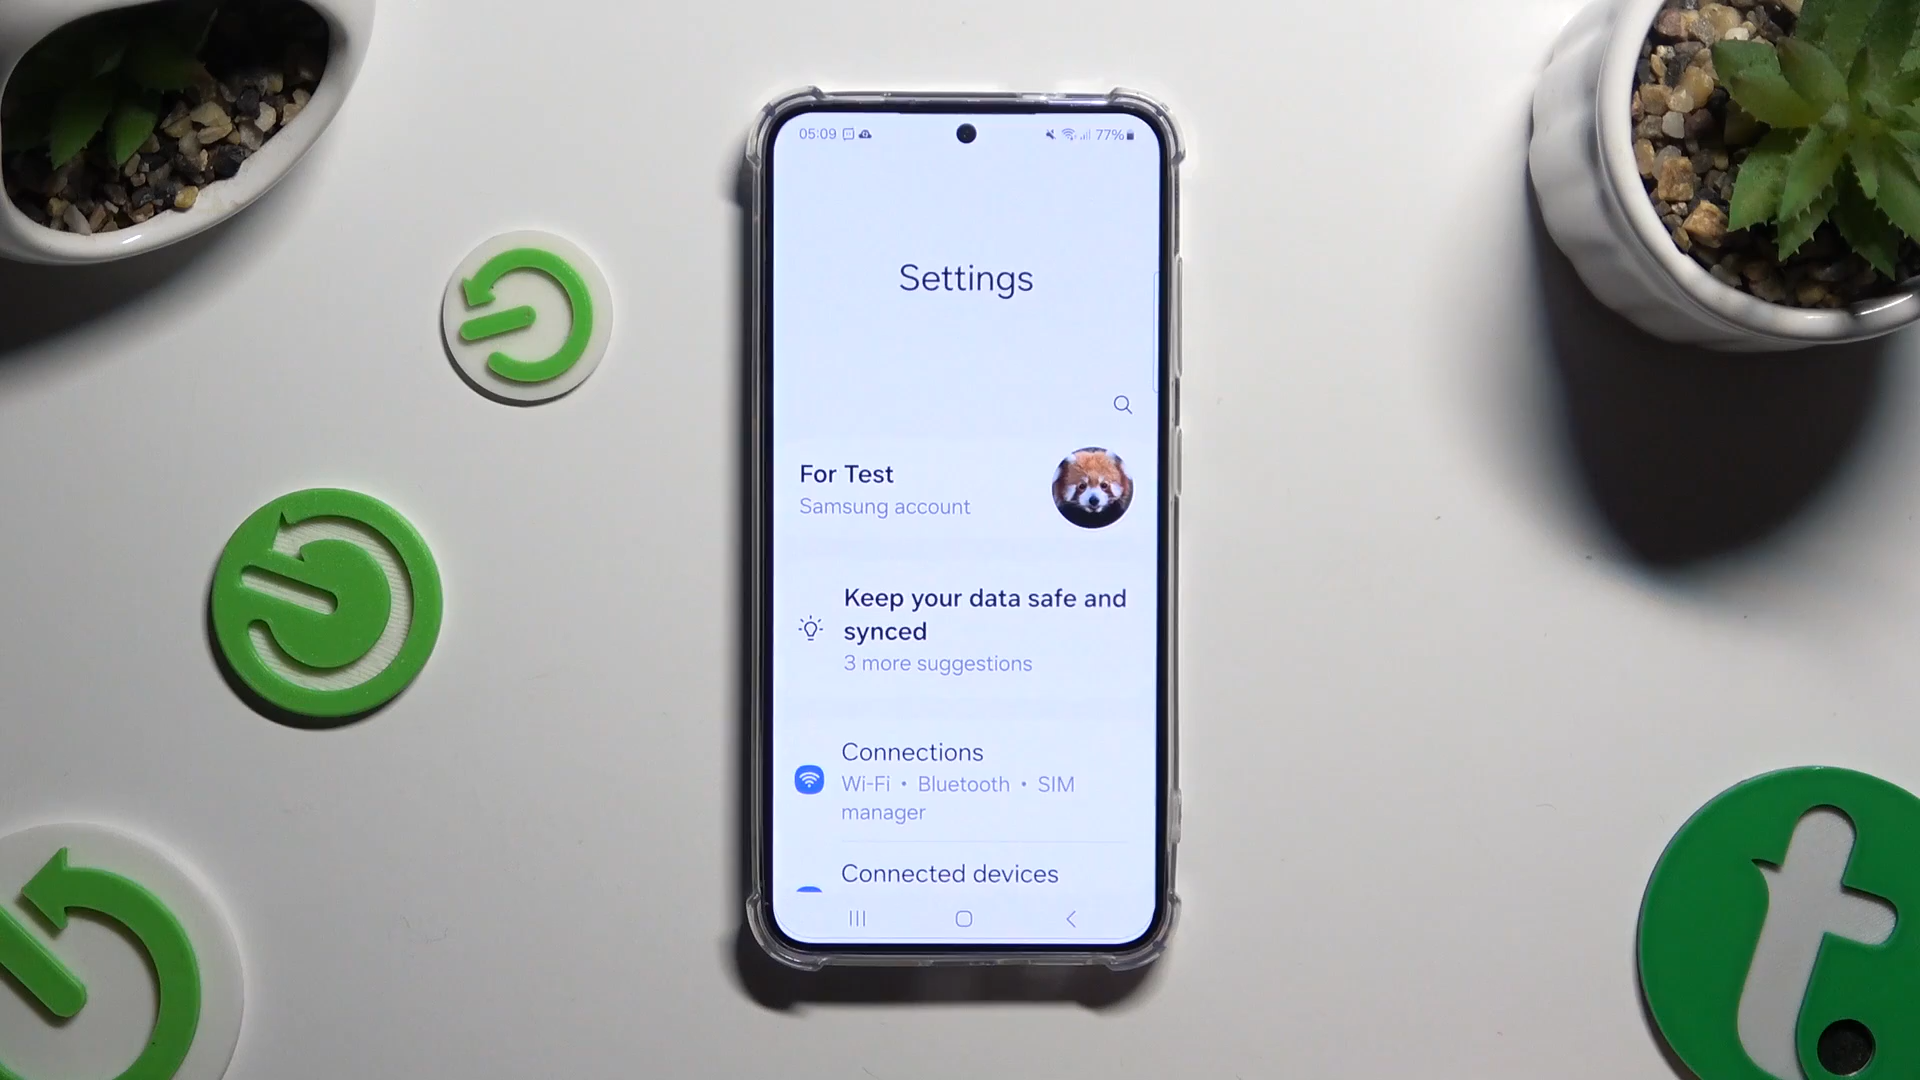 05:09
77%
Settings
For Test
Samsung account
Keep your data safe and
synced
3 more suggestions
Connections
Wi-Fi • Bluetooth • SIM
manager
Connected devices
t